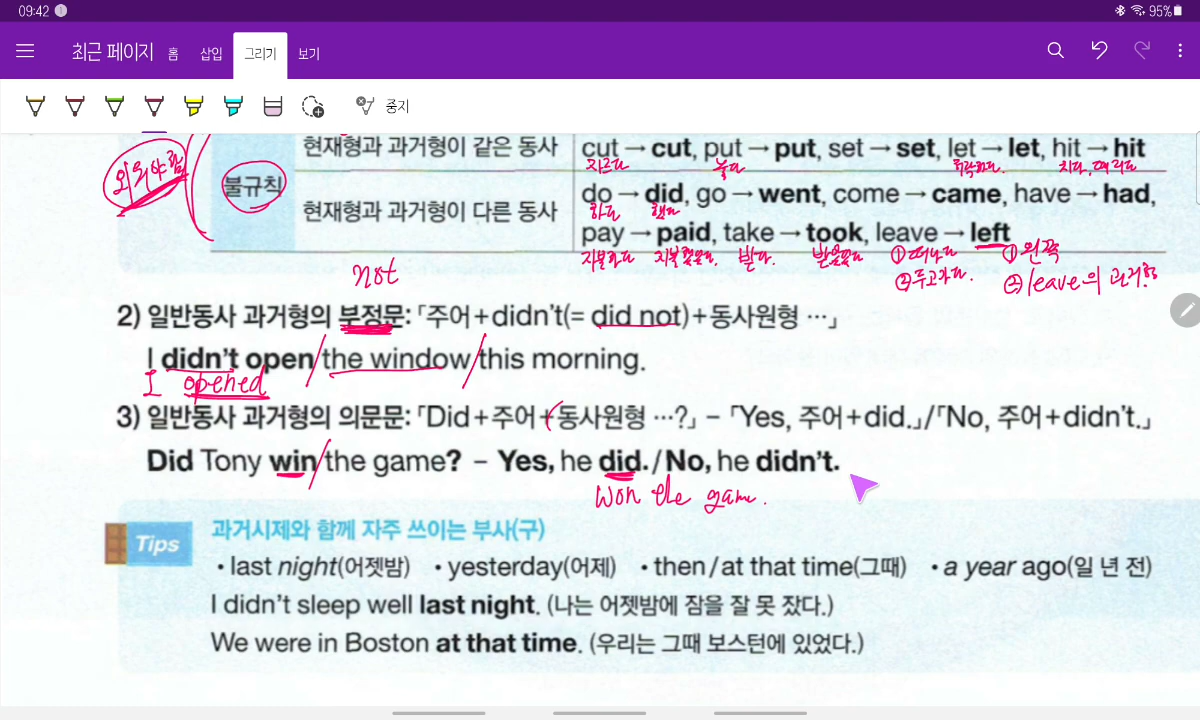 09:42
95%
최근 페이지 홈 삽입 그리기 보기
중지
현재형과 과거형이 같은 동사
cut → cut, put → put, set → set, let → let, hit → hit
자르다 놓다 허락하다. 치다, 때리다
외워야 함
불규칙
현재형과 과거형이 다른 동사
do → did, go → went, come → came, have → had,
하다 했다
pay → paid, take → took, leave → left
지불하다 지불했다. 받다. 받았다 ①떠나다 ①왼쪽
②두고가다. ②leave의 과거형
not
2) 일반동사 과거형의 부정문: 「주어+didn't(= did not)+동사원형 …」
I didn't open/the window/this morning.
I opened
3) 일반동사 과거형의 의문문: 「Did+주어+동사원형 …?」 – 「Yes, 주어+did.」/「No, 주어+didn't.」
Did Tony win/the game? – Yes, he did./No, he didn't.
won the game.
Tips
과거시제와 함께 자주 쓰이는 부사(구)
• last night(어젯밤) • yesterday(어제) • then/at that time(그때) • a year ago(일 년 전)
I didn't sleep well last night. (나는 어젯밤에 잠을 잘 못 잤다.)
We were in Boston at that time. (우리는 그때 보스턴에 있었다.)